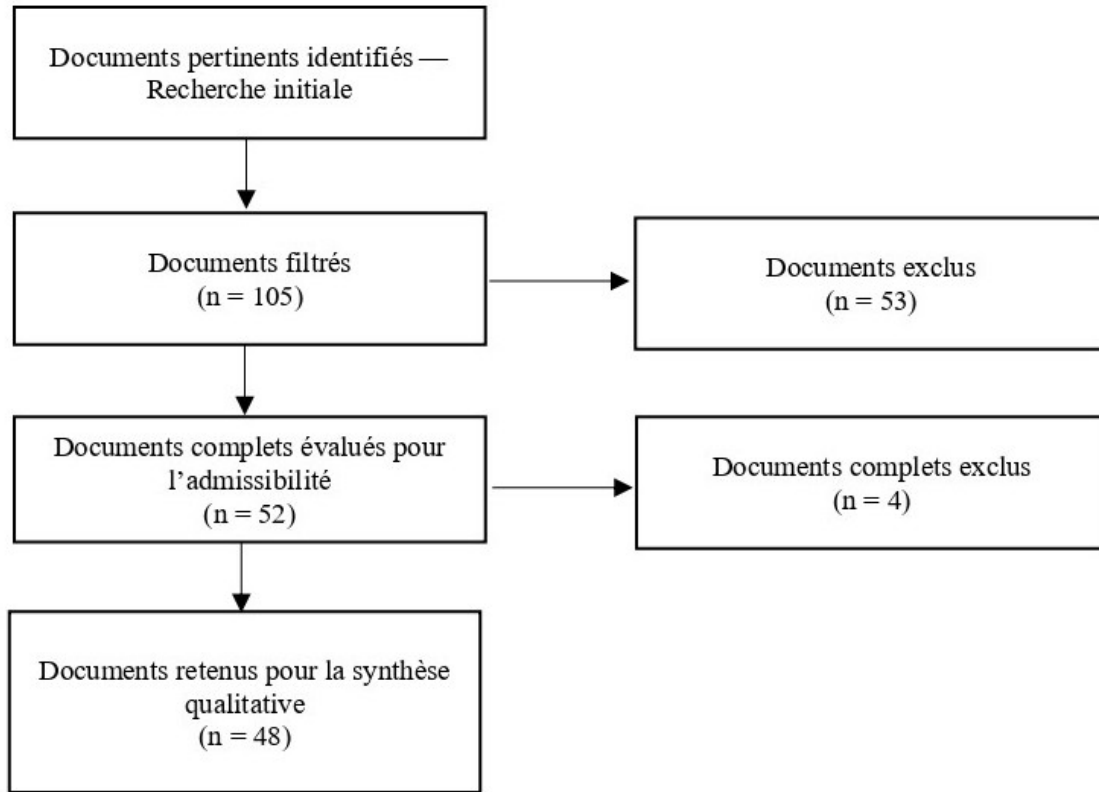 Documents pertinents identifiés —
Recherche initiale
Documents filtrés
(n = 105)
Documents exclus
(n = 53)
Documents complets évalués pour
l’admissibilité
(n = 52)
Documents complets exclus
(n = 4)
Documents retenus pour la synthèse
qualitative
(n = 48)